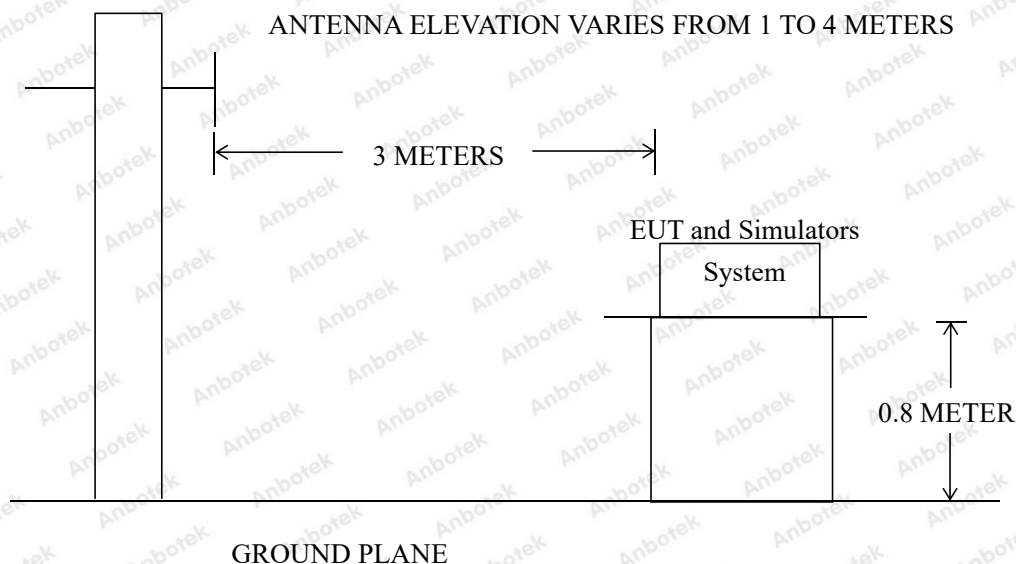 ANTENNA ELEVATION VARIES FROM 1 TO 4 METERS
3 METERS
EUT and Simulators
System
0.8 METER
GROUND PLANE
Anbotek